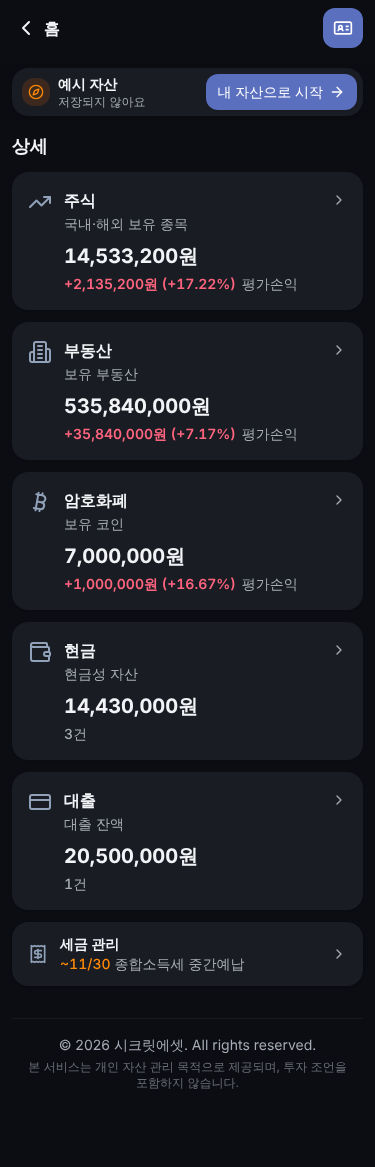 홈
예시 자산
저장되지 않아요
내 자산으로 시작
상세
주식
국내·해외 보유 종목
14,533,200원
+2,135,200원 (+17.22%) 평가손익
부동산
보유 부동산
535,840,000원
+35,840,000원 (+7.17%) 평가손익
암호화폐
보유 코인
7,000,000원
+1,000,000원 (+16.67%) 평가손익
현금
현금성 자산
14,430,000원
3건
대출
대출 잔액
20,500,000원
1건
세금 관리
~11/30 종합소득세 중간예납
© 2026 시크릿에셋. All rights reserved.
본 서비스는 개인 자산 관리 목적으로 제공되며, 투자 조언을
포함하지 않습니다.